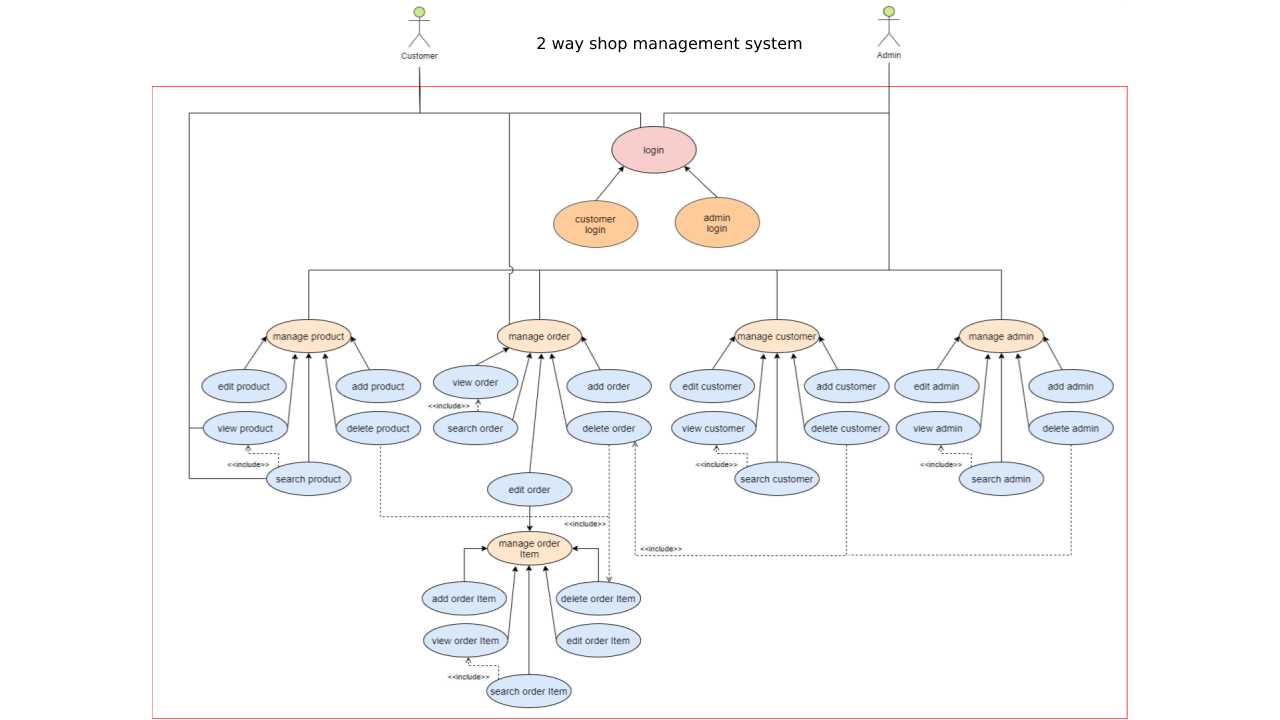 Customer
Admin
2 way shop management system
login
customer
login
admin
login
manage product
manage order
manage customer
manage admin
edit product
add product
view order
add order
edit customer
add customer
edit admin
add admin
<<include>>
view product
delete product
search order
delete order
view customer
delete customer
view admin
delete admin
<<include>>
<<include>>
<<include>>
search product
edit order
search customer
search admin
<<include>>
manage order
Item
<<include>>
add order Item
delete order Item
view order Item
edit order Item
<<include>>
search order Item